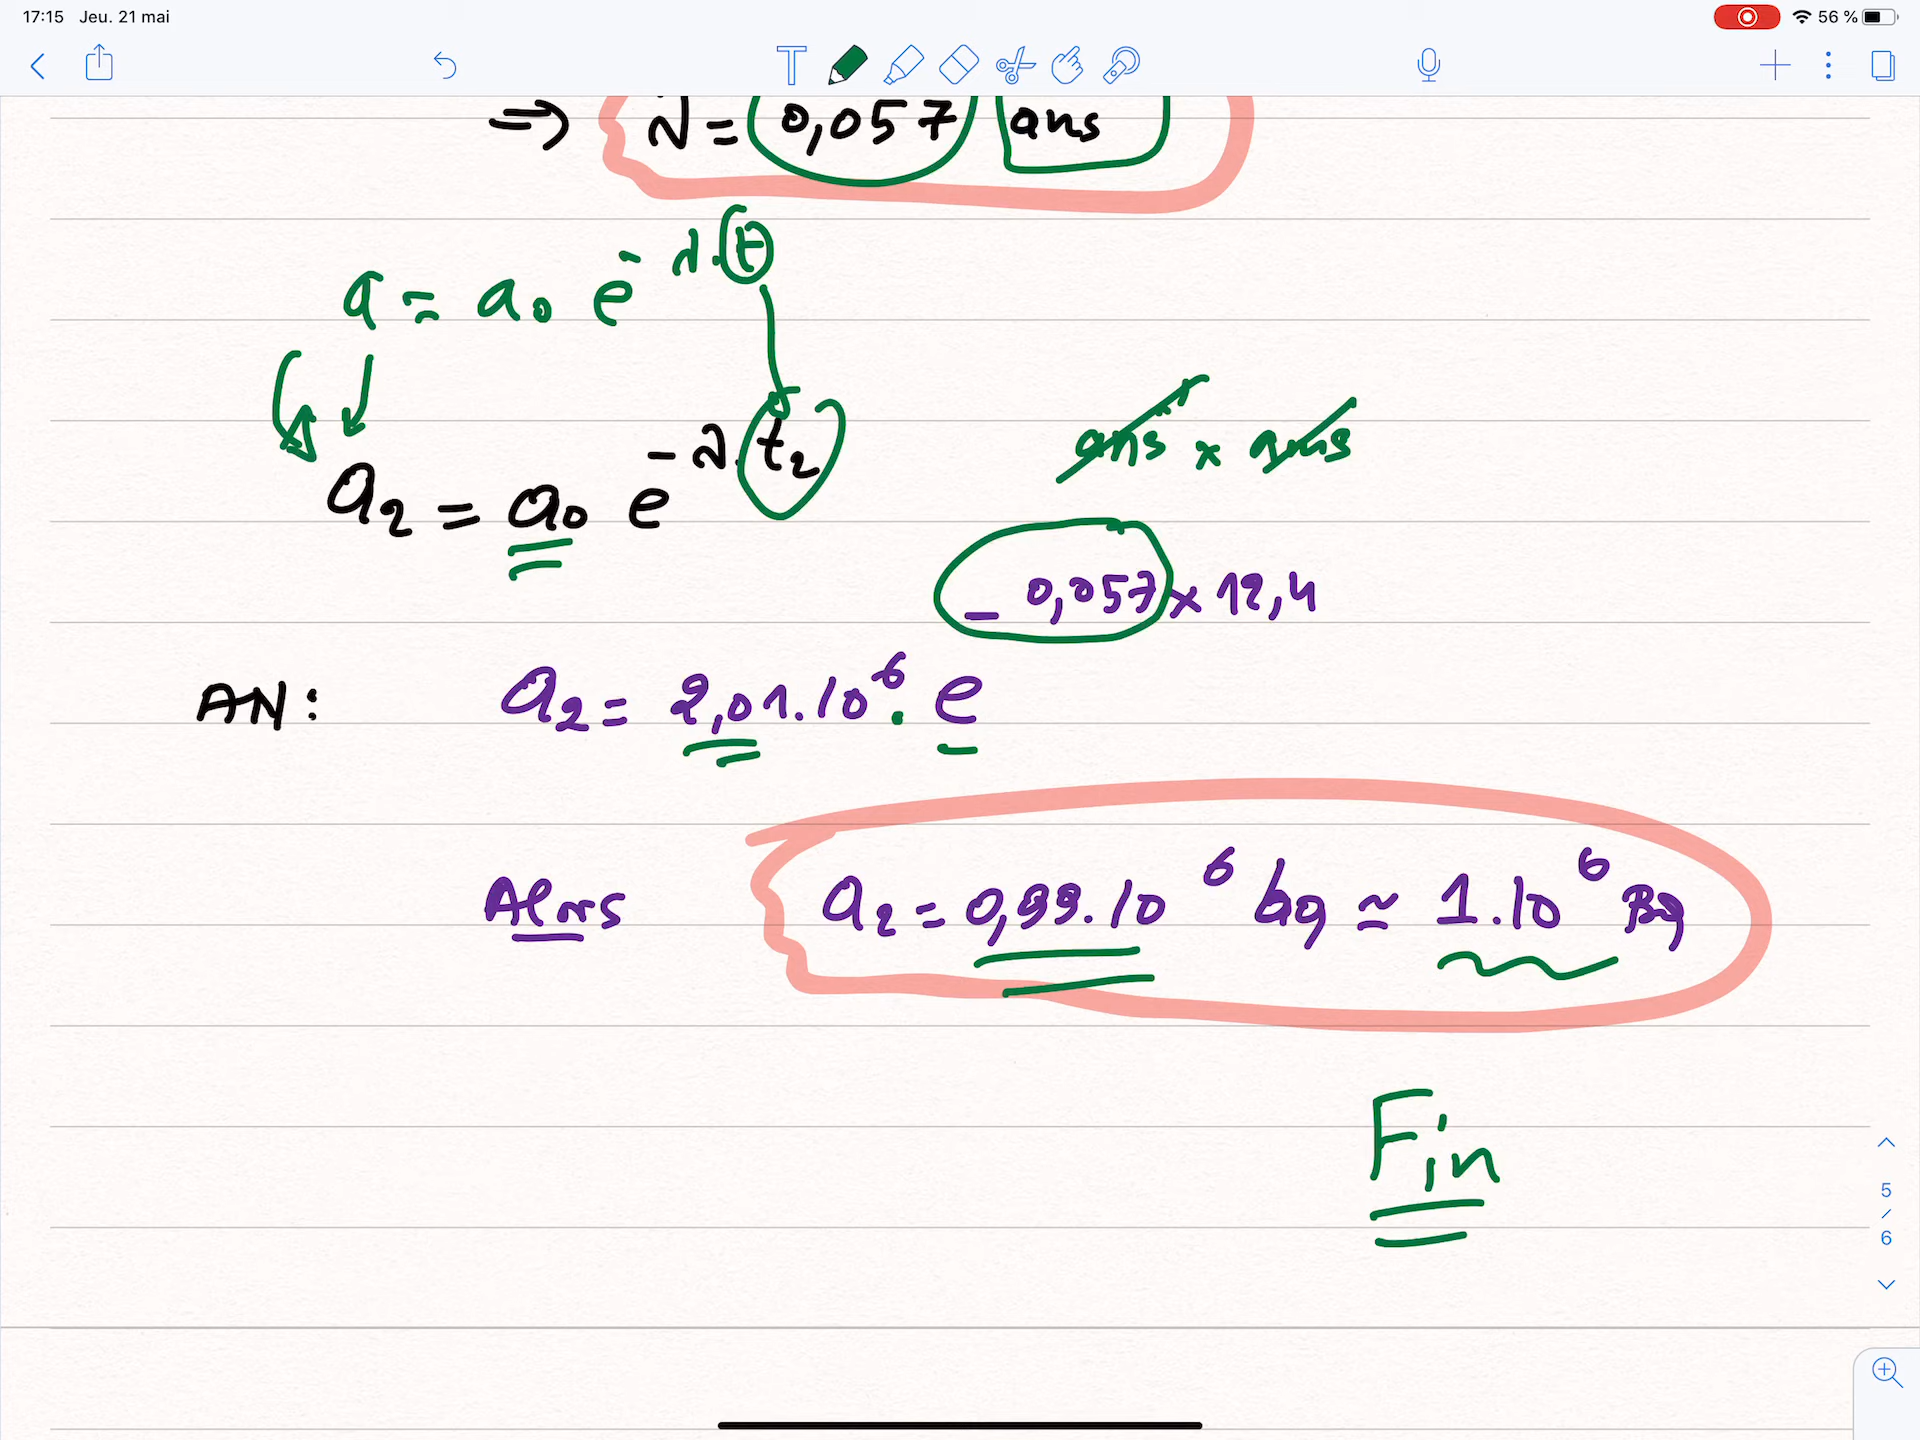 17:15 Jeu. 21 mai 56 %
T
=> λ = 0,057 ans
a = a₀ e^-λ.t
ans⁻¹ x ans
a₂ = a₀ e^-λ.t₂
- 0,057 x 12,4
AN: a₂ = 2,01.10⁶ . e
Alors a₂ = 0,99.10⁶ bq ≃ 1.10⁶ Bq
Fin
5
/
6